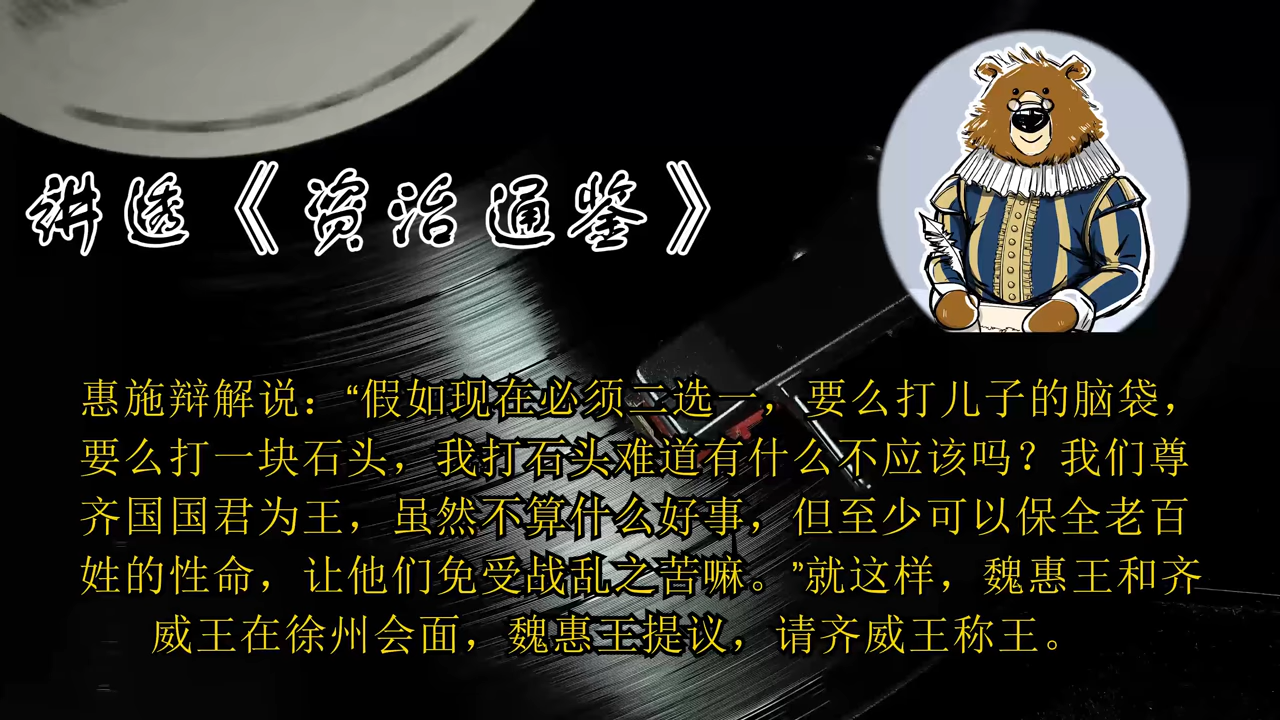 讲透《资治通鉴》
惠施辩解说：“假如现在必须二选一，要么打儿子的脑袋，
要么打一块石头，我打石头难道有什么不应该吗？我们尊
齐国国君为王，虽然不算什么好事，但至少可以保全老百
姓的性命，让他们免受战乱之苦嘛。”就这样，魏惠王和齐
威王在徐州会面，魏惠王提议，请齐威王称王。